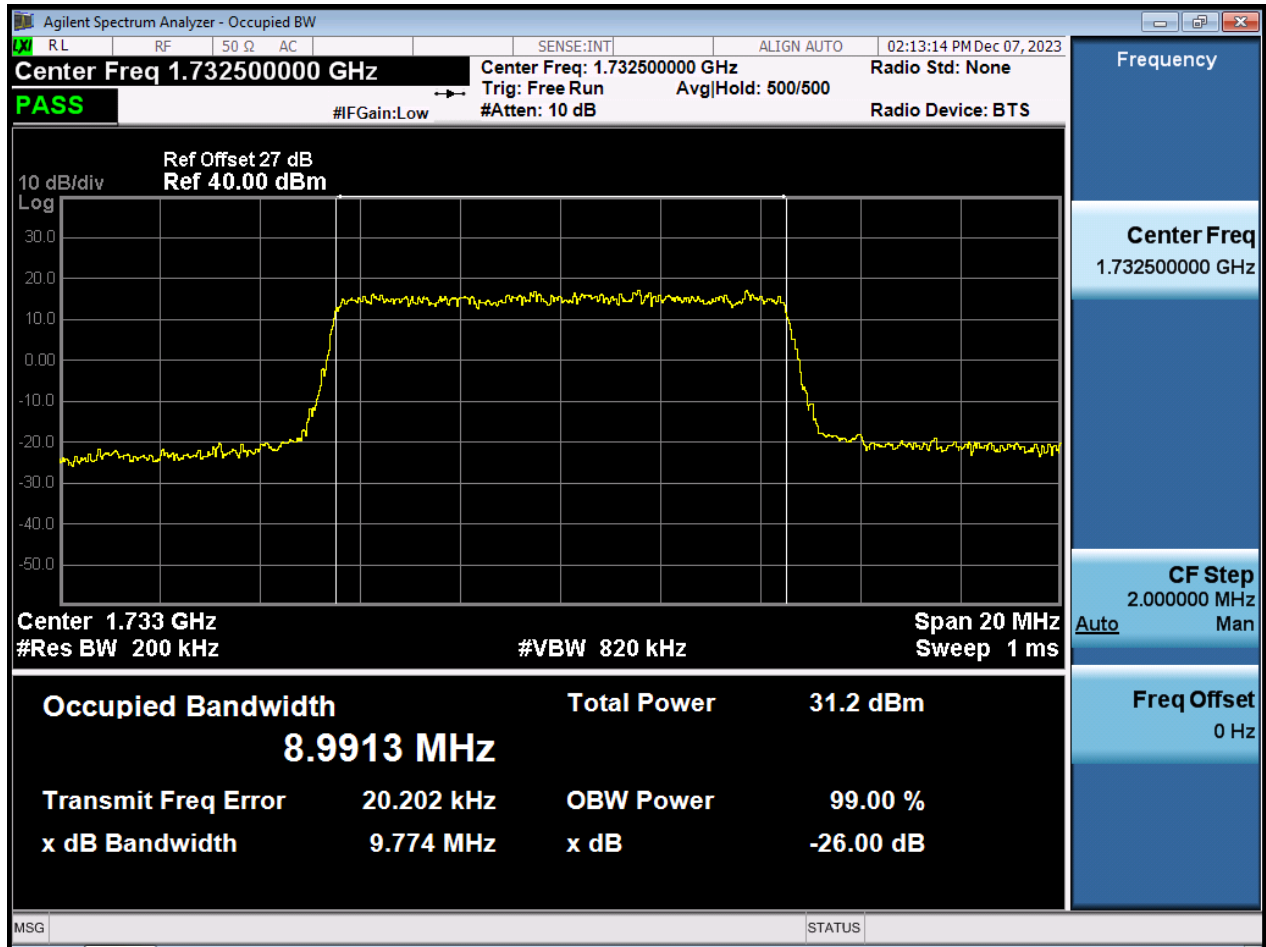 Agilent Spectrum Analyzer - Occupied BW
LXI RL RF 50 Ω AC SENSE:INT ALIGN AUTO 02:13:14 PM Dec 07, 2023
Center Freq 1.732500000 GHz
Center Freq: 1.732500000 GHz
Radio Std: None
Trig: Free Run Avg|Hold: 500/500
PASS
#IFGain:Low
#Atten: 10 dB
Radio Device: BTS
Ref Offset 27 dB
10 dB/div Ref 40.00 dBm
Log
30.0
20.0
10.0
0.00
-10.0
-20.0
-30.0
-40.0
-50.0
Center 1.733 GHz Span 20 MHz
#Res BW 200 kHz #VBW 820 kHz Sweep 1 ms
Occupied Bandwidth Total Power 31.2 dBm
8.9913 MHz
Transmit Freq Error 20.202 kHz OBW Power 99.00 %
x dB Bandwidth 9.774 MHz x dB -26.00 dB
MSG STATUS
Frequency
Center Freq
1.732500000 GHz
CF Step
2.000000 MHz
Auto Man
Freq Offset
0 Hz